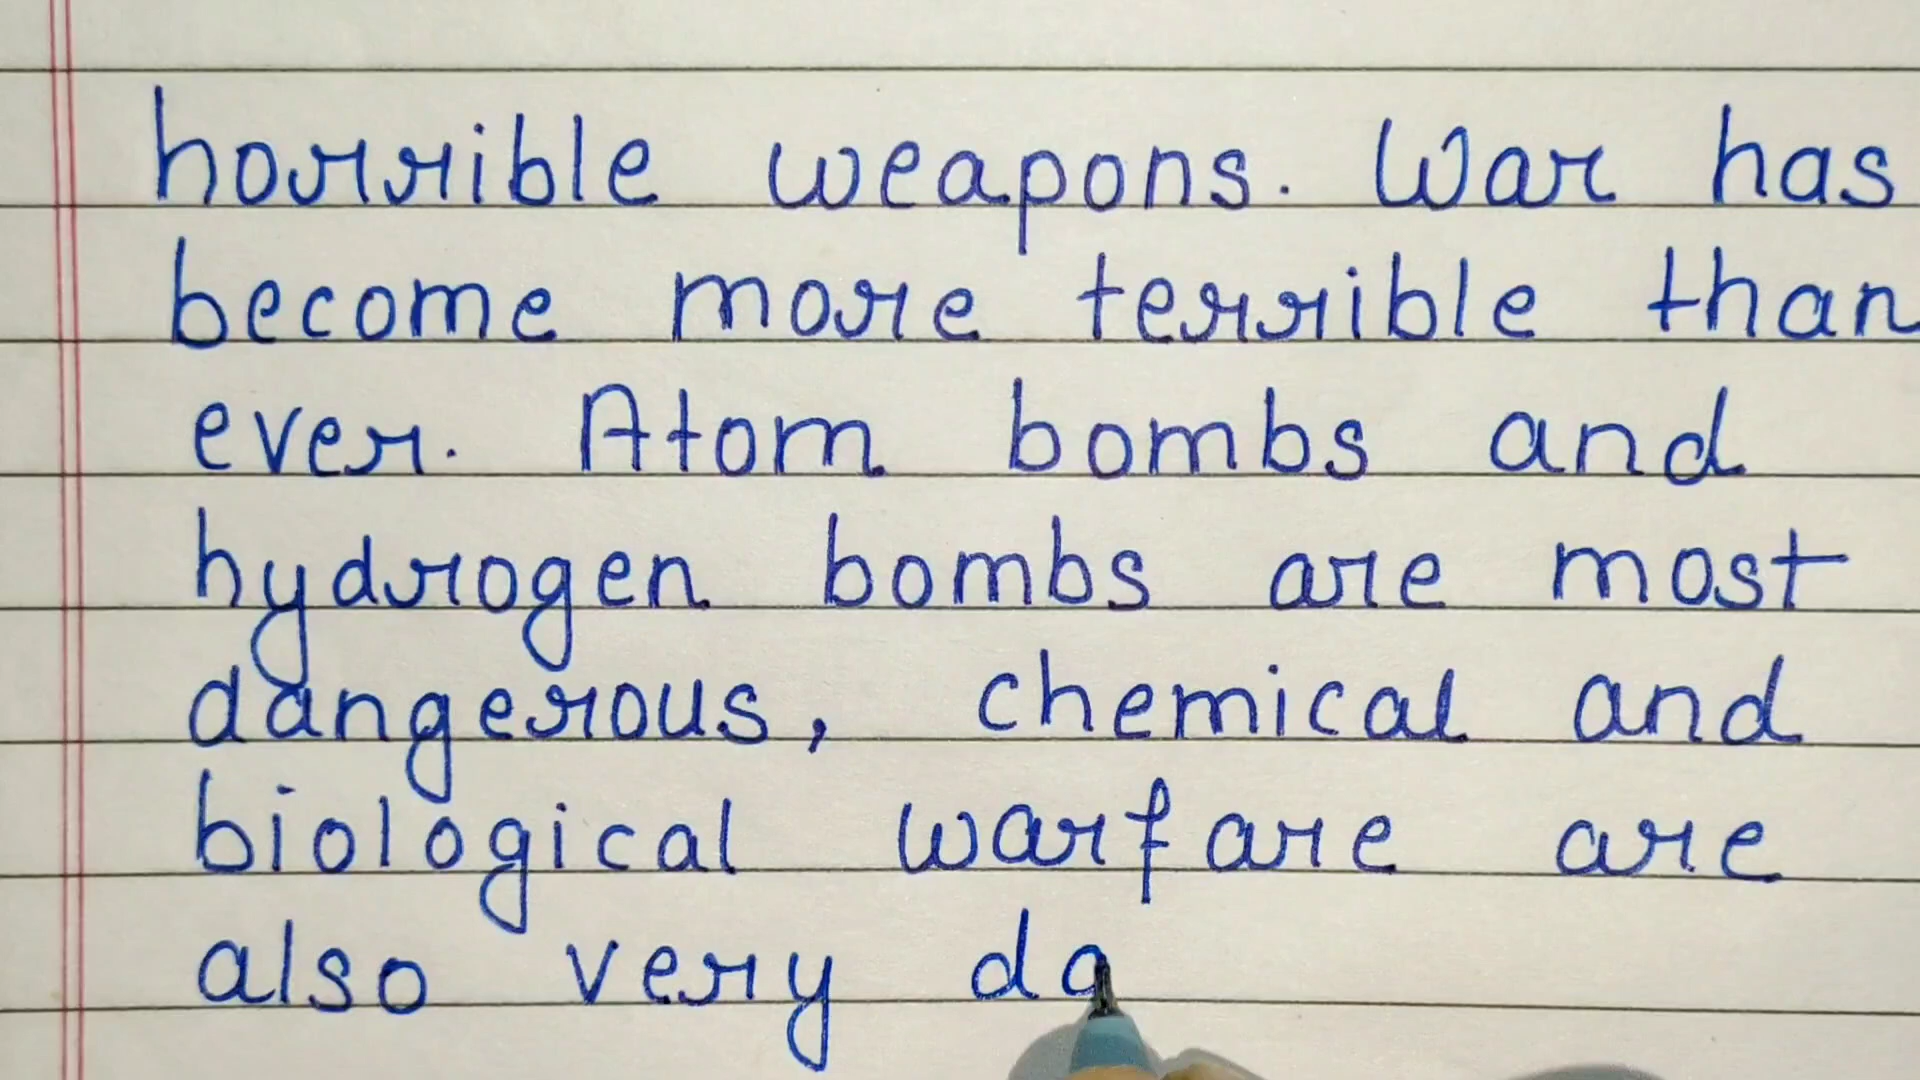 horrible weapons. War has
become more terrible than
ever. Atom bombs and
hydrogen bombs are most
dangerous, chemical and
biological warfare are
also very da